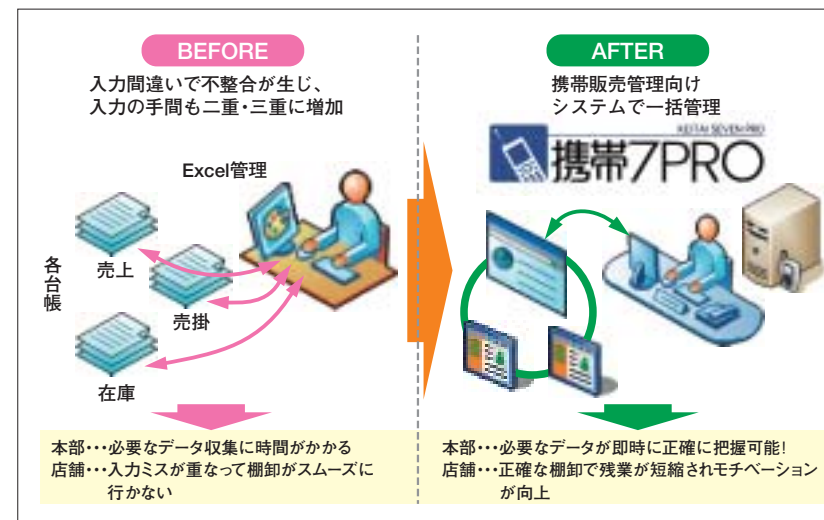 BEFORE
入力間違いで不整合が生じ、
入力の手間も二重・三重に増加
Excel管理
各台帳
売上
売掛
在庫
本部・・・必要なデータ収集に時間がかかる
店舗・・・入力ミスが重なって棚卸がスムーズに
行かない
AFTER
携帯販売管理向け
システムで一括管理
KEITAI SEVEN PRO
携帯7PRO
本部・・・必要なデータが即時に正確に把握可能!
店舗・・・正確な棚卸で残業が短縮されモチベーション
が向上